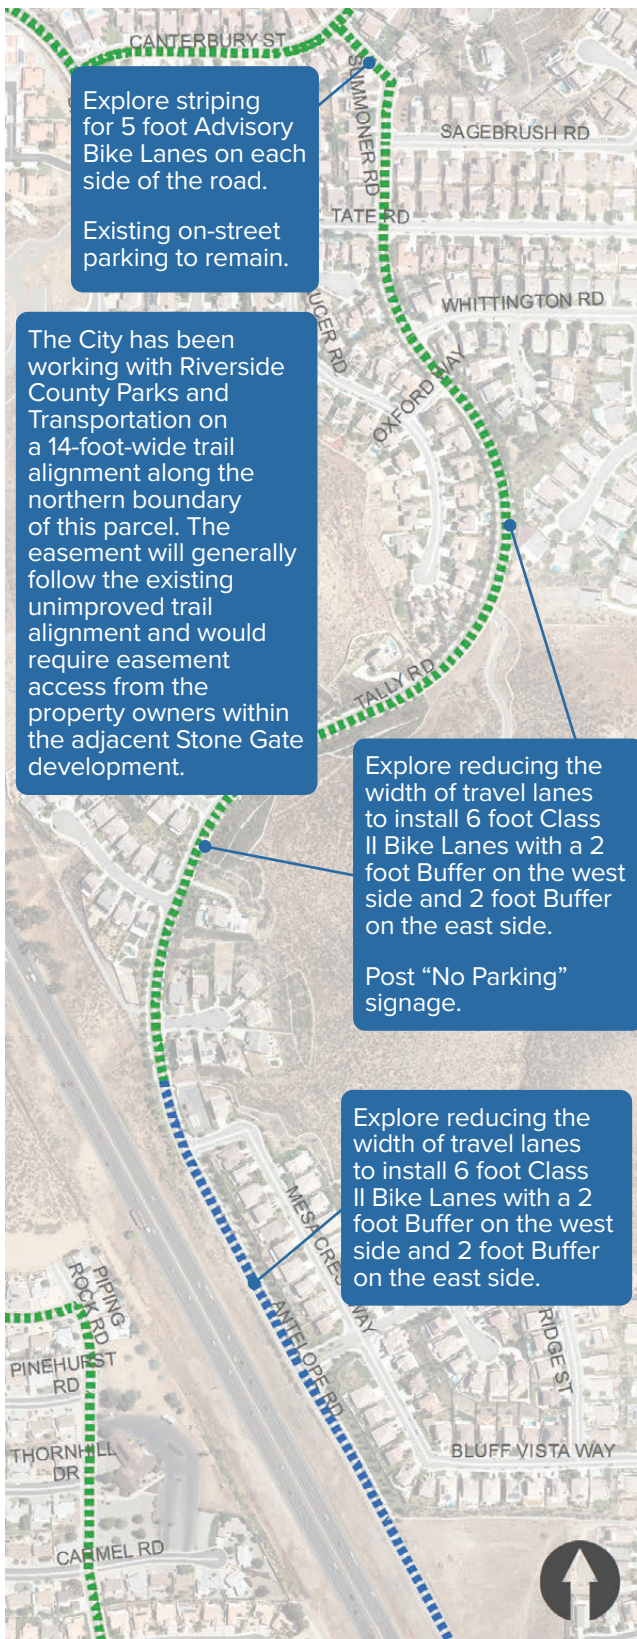 CANTERBURY ST
Explore striping
for 5 foot Advisory
Bike Lanes on each
side of the road.
Existing on-street
parking to remain.
SUMMONER RD
SAGEBRUSH RD
TATE RD
WHITTINGTON RD
UCER RD
OXFORD WAY
The City has been
working with Riverside
County Parks and
Transportation on
a 14-foot-wide trail
alignment along the
northern boundary
of this parcel. The
easement will generally
follow the existing
unimproved trail
alignment and would
require easement
access from the
property owners within
the adjacent Stone Gate
development.
TALLY RD
Explore reducing the
width of travel lanes
to install 6 foot Class
II Bike Lanes with a 2
foot Buffer on the west
side and 2 foot Buffer
on the east side.
Post “No Parking”
signage.
Explore reducing the
width of travel lanes
to install 6 foot Class
II Bike Lanes with a 2
foot Buffer on the west
side and 2 foot Buffer
on the east side.
MESA CREST WAY
ANTELOPE RD
RIDGE ST
PIPING
ROCK RD
PINEHURST
RD
THORNHILL
DR
BLUFF VISTA WAY
CARMEL RD